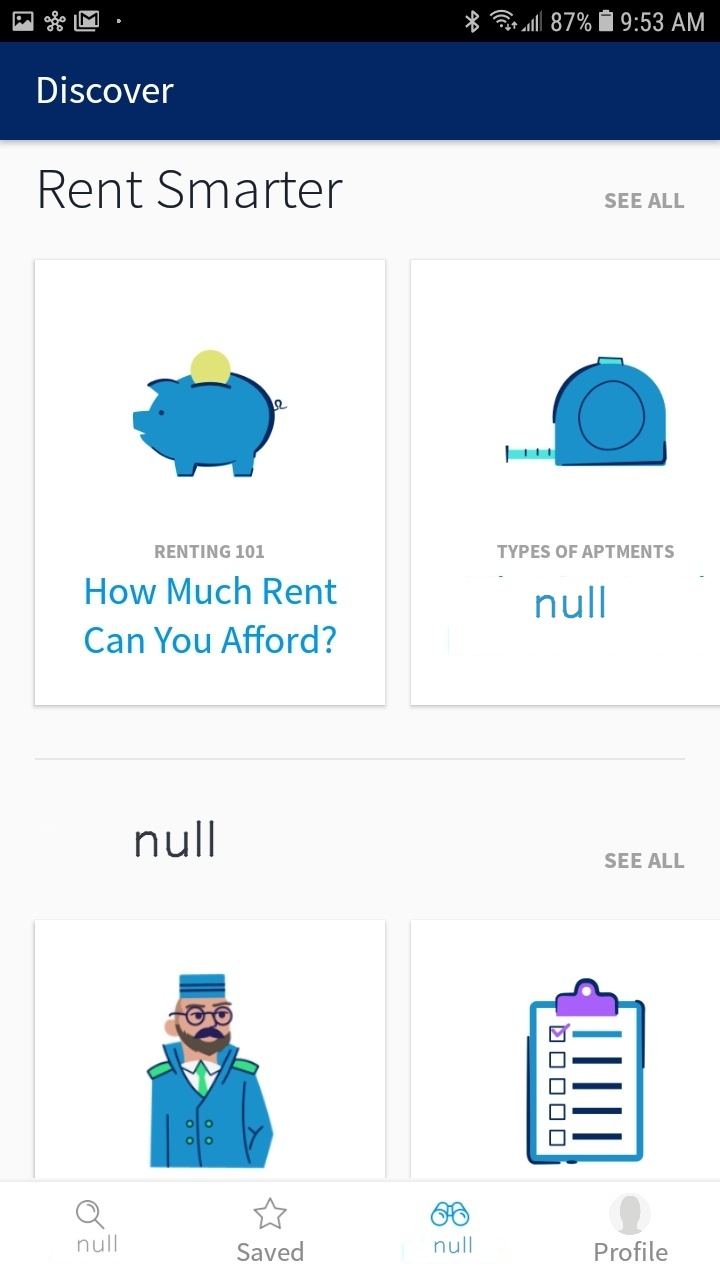 87% 9:53 AM
Discover
Rent Smarter
SEE ALL
RENTING 101
How Much Rent
Can You Afford?
TYPES OF APTMENTS
null
null
SEE ALL
null
Saved
null
Profile